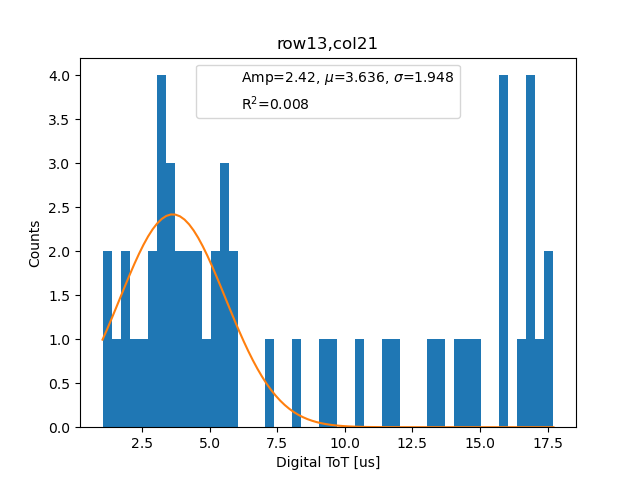 row13,col21
Amp=2.42, μ=3.636, σ=1.948
R²=0.008
4.0
3.5
3.0
2.5
2.0
1.5
1.0
0.5
0.0
Counts
2.5 5.0 7.5 10.0 12.5 15.0 17.5
Digital ToT [us]